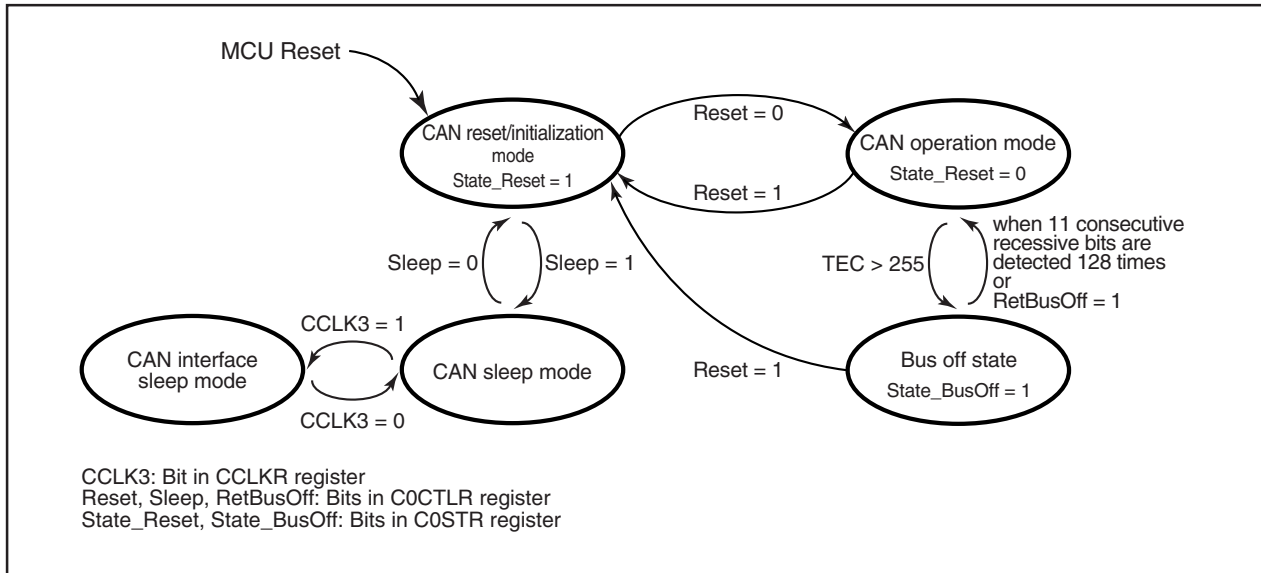 MCU Reset
CAN reset/initialization
mode
State_Reset = 1
Reset = 0
CAN operation mode
State_Reset = 0
Reset = 1
Sleep = 0
Sleep = 1
TEC > 255
when 11 consecutive
recessive bits are
detected 128 times
or
RetBusOff = 1
CCLK3 = 1
CAN interface
sleep mode
CAN sleep mode
CCLK3 = 0
Reset = 1
Bus off state
State_BusOff = 1
CCLK3: Bit in CCLKR register
Reset, Sleep, RetBusOff: Bits in C0CTLR register
State_Reset, State_BusOff: Bits in C0STR register